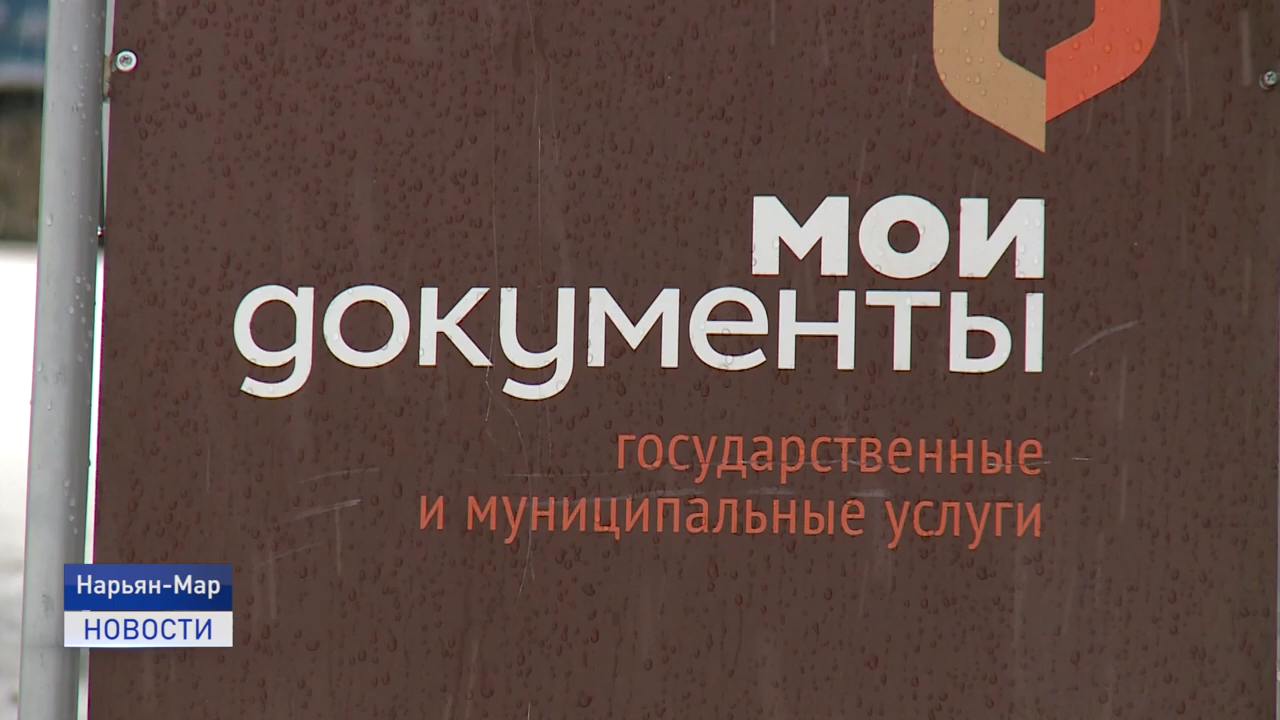 мои
документы
государственные
и муниципальные услуги
Нарьян-Мар
НОВОСТИ